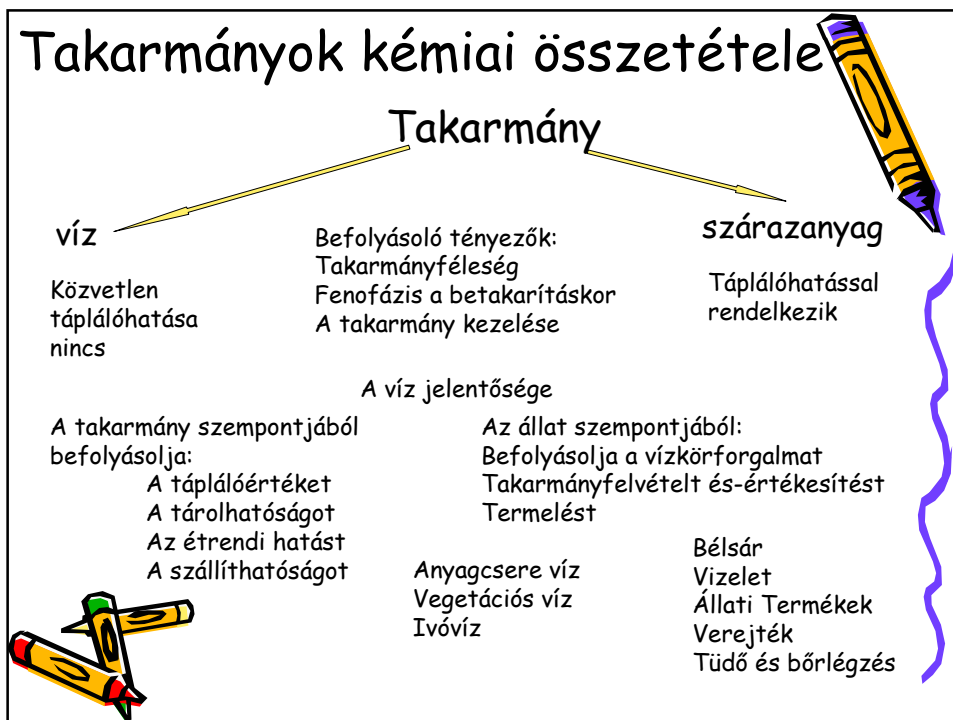 Takarmányok kémiai összetétele
Takarmány
víz
Közvetlen
táplálóhatása
nincs
Befolyásoló tényezők:
Takarmányféleség
Fenofázis a betakarításkor
A takarmány kezelése
szárazanyag
Táplálóhatással
rendelkezik
A víz jelentősége
A takarmány szempontjából
befolyásolja:
A táplálóértéket
A tárolhatóságot
Az étrendi hatást
A szállíthatóságot
Az állat szempontjából:
Befolyásolja a vízkörforgalmat
Takarmányfelvételt és-értékesítést
Termelést
Anyagcsere víz
Vegetációs víz
Ivóvíz
Bélsár
Vizelet
Állati Termékek
Verejték
Tüdő és bőrlégzés